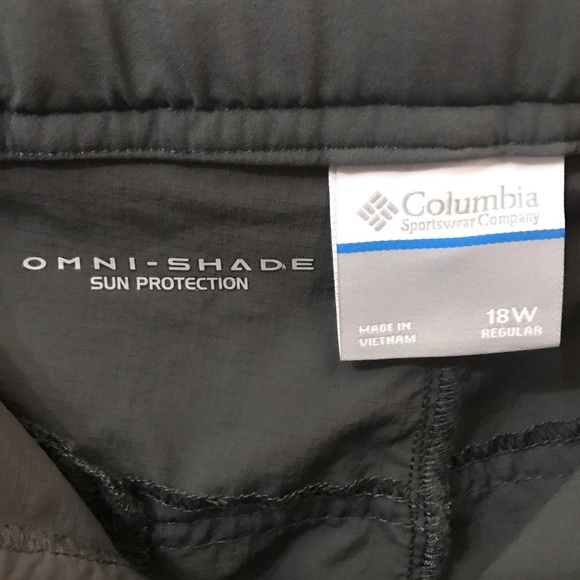 OMNI-SHADE
SUN PROTECTION
Columbia
Sportswear Company
18W
MADE IN
VIETNAM
REGULAR